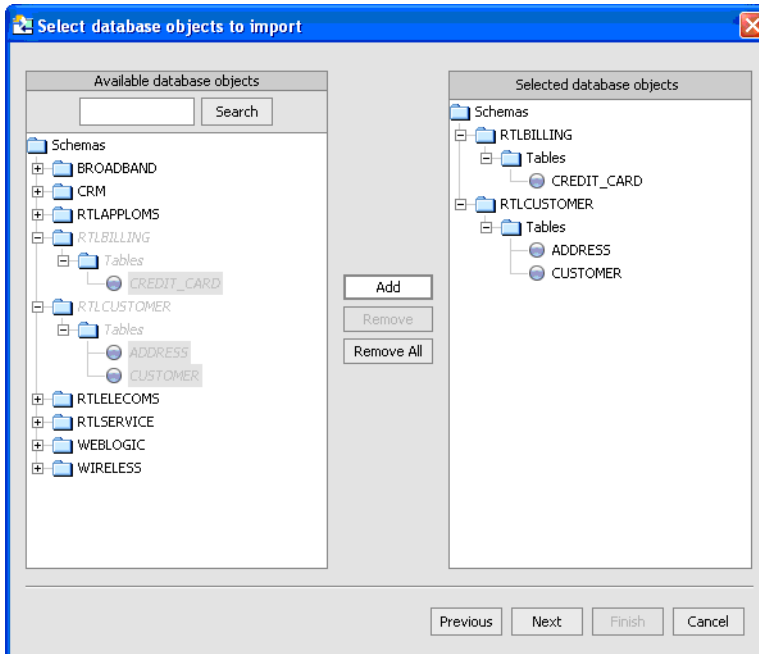 Select database objects to import
Available database objects
Search
Schemas
BROADBAND
CRM
RTLAPPLOMS
RTLBILLING
Tables
CREDIT_CARD
RTLCUSTOMER
Tables
ADDRESS
CUSTOMER
RTLELECOMS
RTLSERVICE
WEBLOGIC
WIRELESS
Add
Remove
Remove All
Selected database objects
Schemas
RTLBILLING
Tables
CREDIT_CARD
RTLCUSTOMER
Tables
ADDRESS
CUSTOMER
Previous
Next
Finish
Cancel